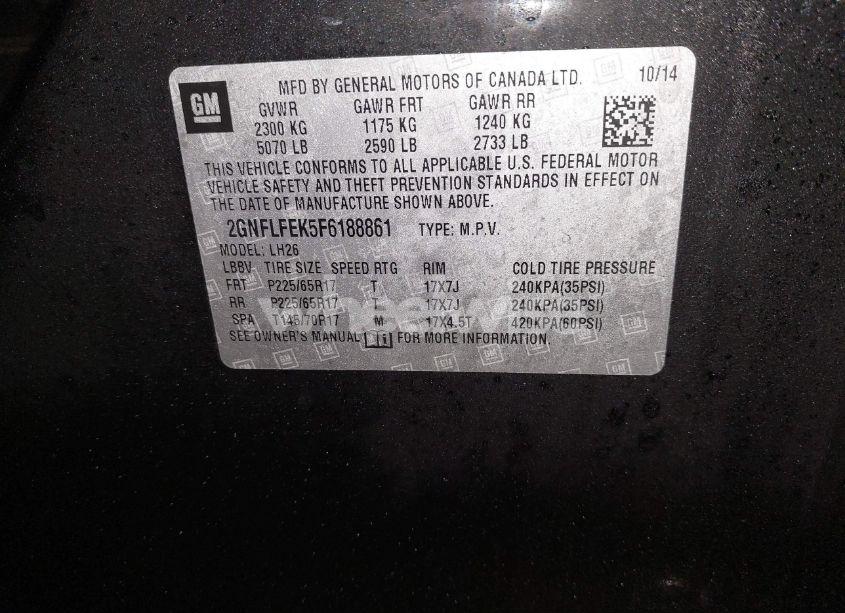 GM
MFD BY GENERAL MOTORS OF CANADA LTD. 10/14
GVWR GAWR FRT GAWR RR
2300 KG 1175 KG 1240 KG
5070 LB 2590 LB 2733 LB
THIS VEHICLE CONFORMS TO ALL APPLICABLE U.S. FEDERAL MOTOR
VEHICLE SAFETY AND THEFT PREVENTION STANDARDS IN EFFECT ON
THE DATE OF MANUFACTURE SHOWN ABOVE.
2GNFLFEK5F6188861 TYPE: M.P.V.
MODEL: LH26
LBBV TIRE SIZE SPEED RTG RIM COLD TIRE PRESSURE
FRT P225/65R17 T 17X7J 240KPA(35PSI)
RR P225/65R17 T 17X7J 240KPA(35PSI)
SPA T145/70R17 M 17X4.5T 420KPA(60PSI)
SEE OWNER'S MANUAL FOR MORE INFORMATION.